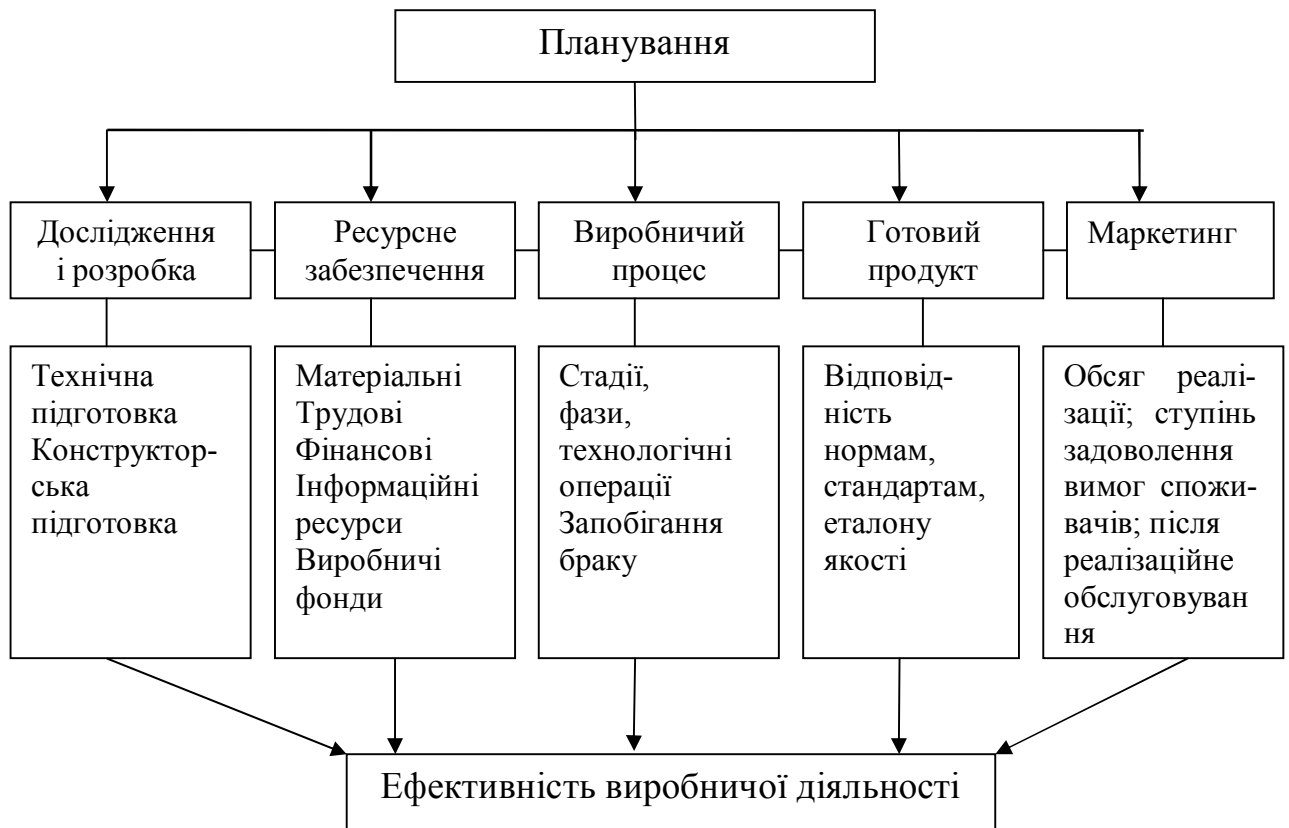 Планування
Дослідження
і розробка
Ресурсне
забезпечення
Виробничий
процес
Готовий
продукт
Маркетинг
Технічна
підготовка
Конструктор-
ська
підготовка
Матеріальні
Трудові
Фінансові
Інформаційні
ресурси
Виробничі
фонди
Стадії,
фази,
технологічні
операції
Запобігання
браку
Відповід-
ність
нормам,
стандартам,
еталону
якості
Обсяг реалі-
зації; ступінь
задоволення
вимог спожи-
вачів; після
реалізаційне
обслуговуван
ня
Ефективність виробничої діяльності